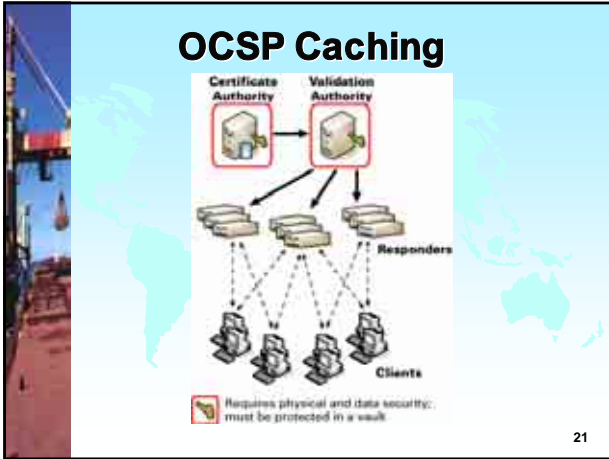 OCSP Caching
Certificate Authority
Validation Authority
Responders
Clients
Requires physical and data security;
must be protected in a vault
21